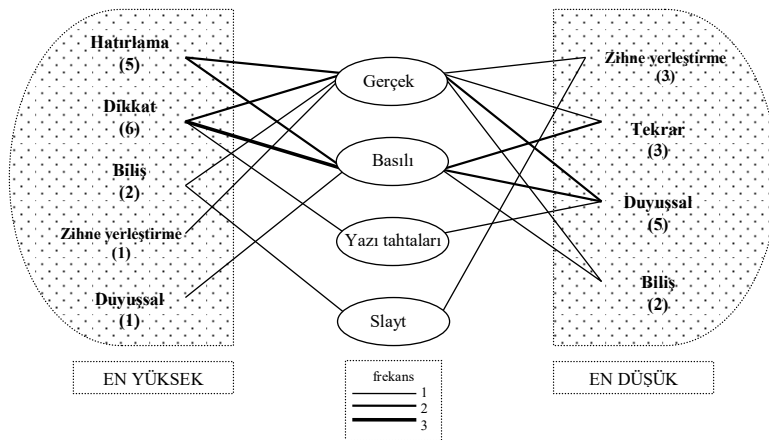 Hatırlama
(5)
Dikkat
(6)
Biliş
(2)
Zihne yerleştirme
(1)
Duyuşsal
(1)
Gerçek
Basılı
Yazı tahtaları
Slayt
Zihne yerleştirme
(3)
Tekrar
(3)
Duyuşsal
(5)
Biliş
(2)
EN YÜKSEK
frekans
1
2
3
EN DÜŞÜK